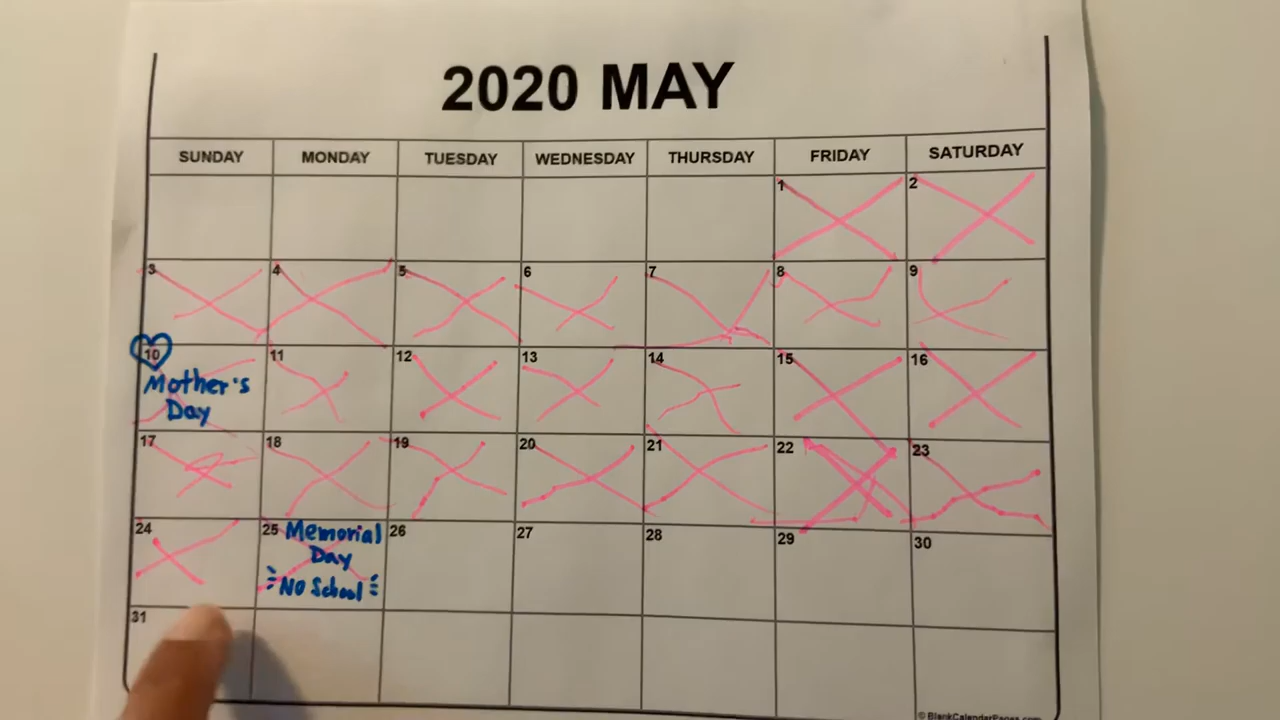 2020 MAY
SUNDAY MONDAY TUESDAY WEDNESDAY THURSDAY FRIDAY SATURDAY
1 2
3 4 5 6 7 8 9
10 11 12 13 14 15 16
Mother's
Day
17 18 19 20 21 22 23
24 25 26 27 28 29 30
Memorial
Day
No School
31
© BlankCalendarPages.com